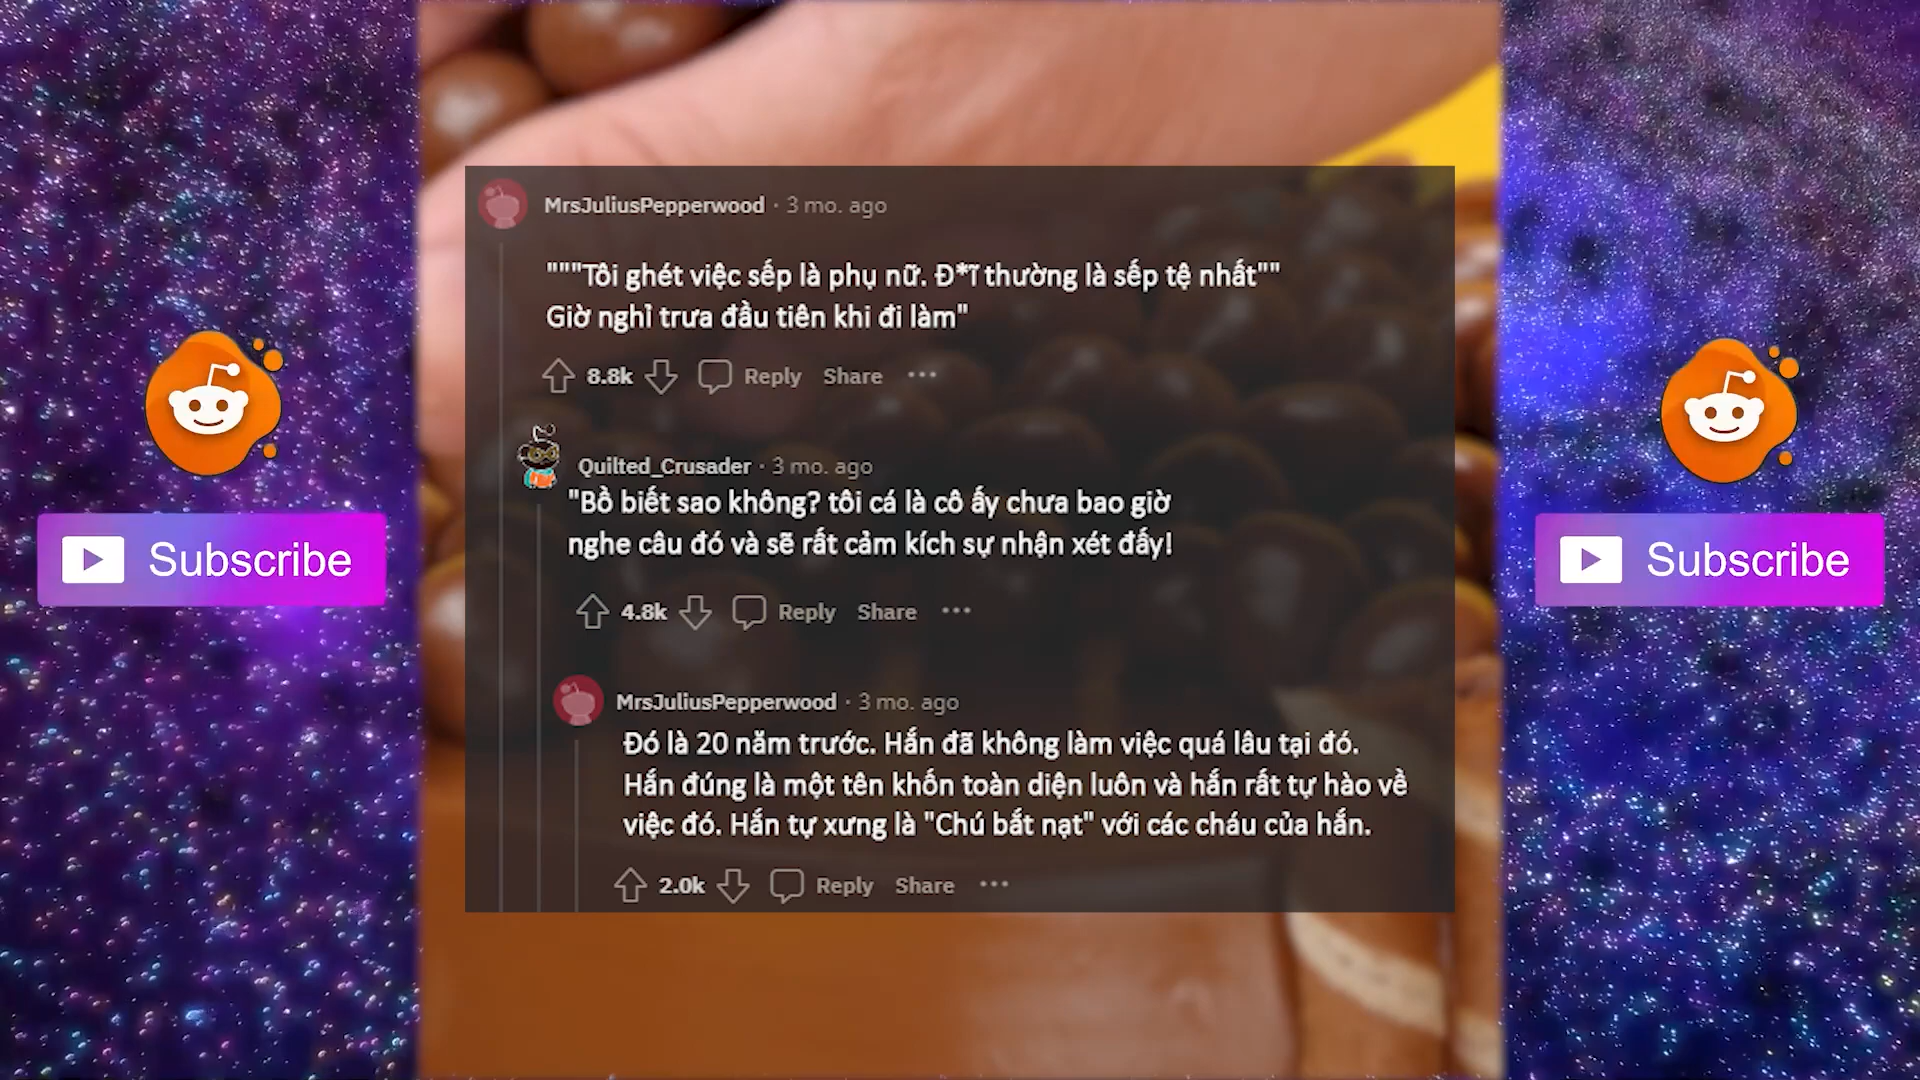 MrsJuliusPepperwood · 3 mo. ago
"""Tôi ghét việc sếp là phụ nữ. Đ*ĩ thường là sếp tệ nhất""
Giờ nghỉ trưa đầu tiên khi đi làm"
8.8k Reply Share ...
Quilted_Crusader · 3 mo. ago
"Bồ biết sao không? tôi cá là cô ấy chưa bao giờ
nghe câu đó và sẽ rất cảm kích sự nhận xét đấy!
Subscribe
Subscribe
4.8k Reply Share ...
MrsJuliusPepperwood · 3 mo. ago
Đó là 20 năm trước. Hắn đã không làm việc quá lâu tại đó.
Hắn đúng là một tên khốn toàn diện luôn và hắn rất tự hào về
việc đó. Hắn tự xưng là "Chú bắt nạt" với các cháu của hắn.
2.0k Reply Share ...